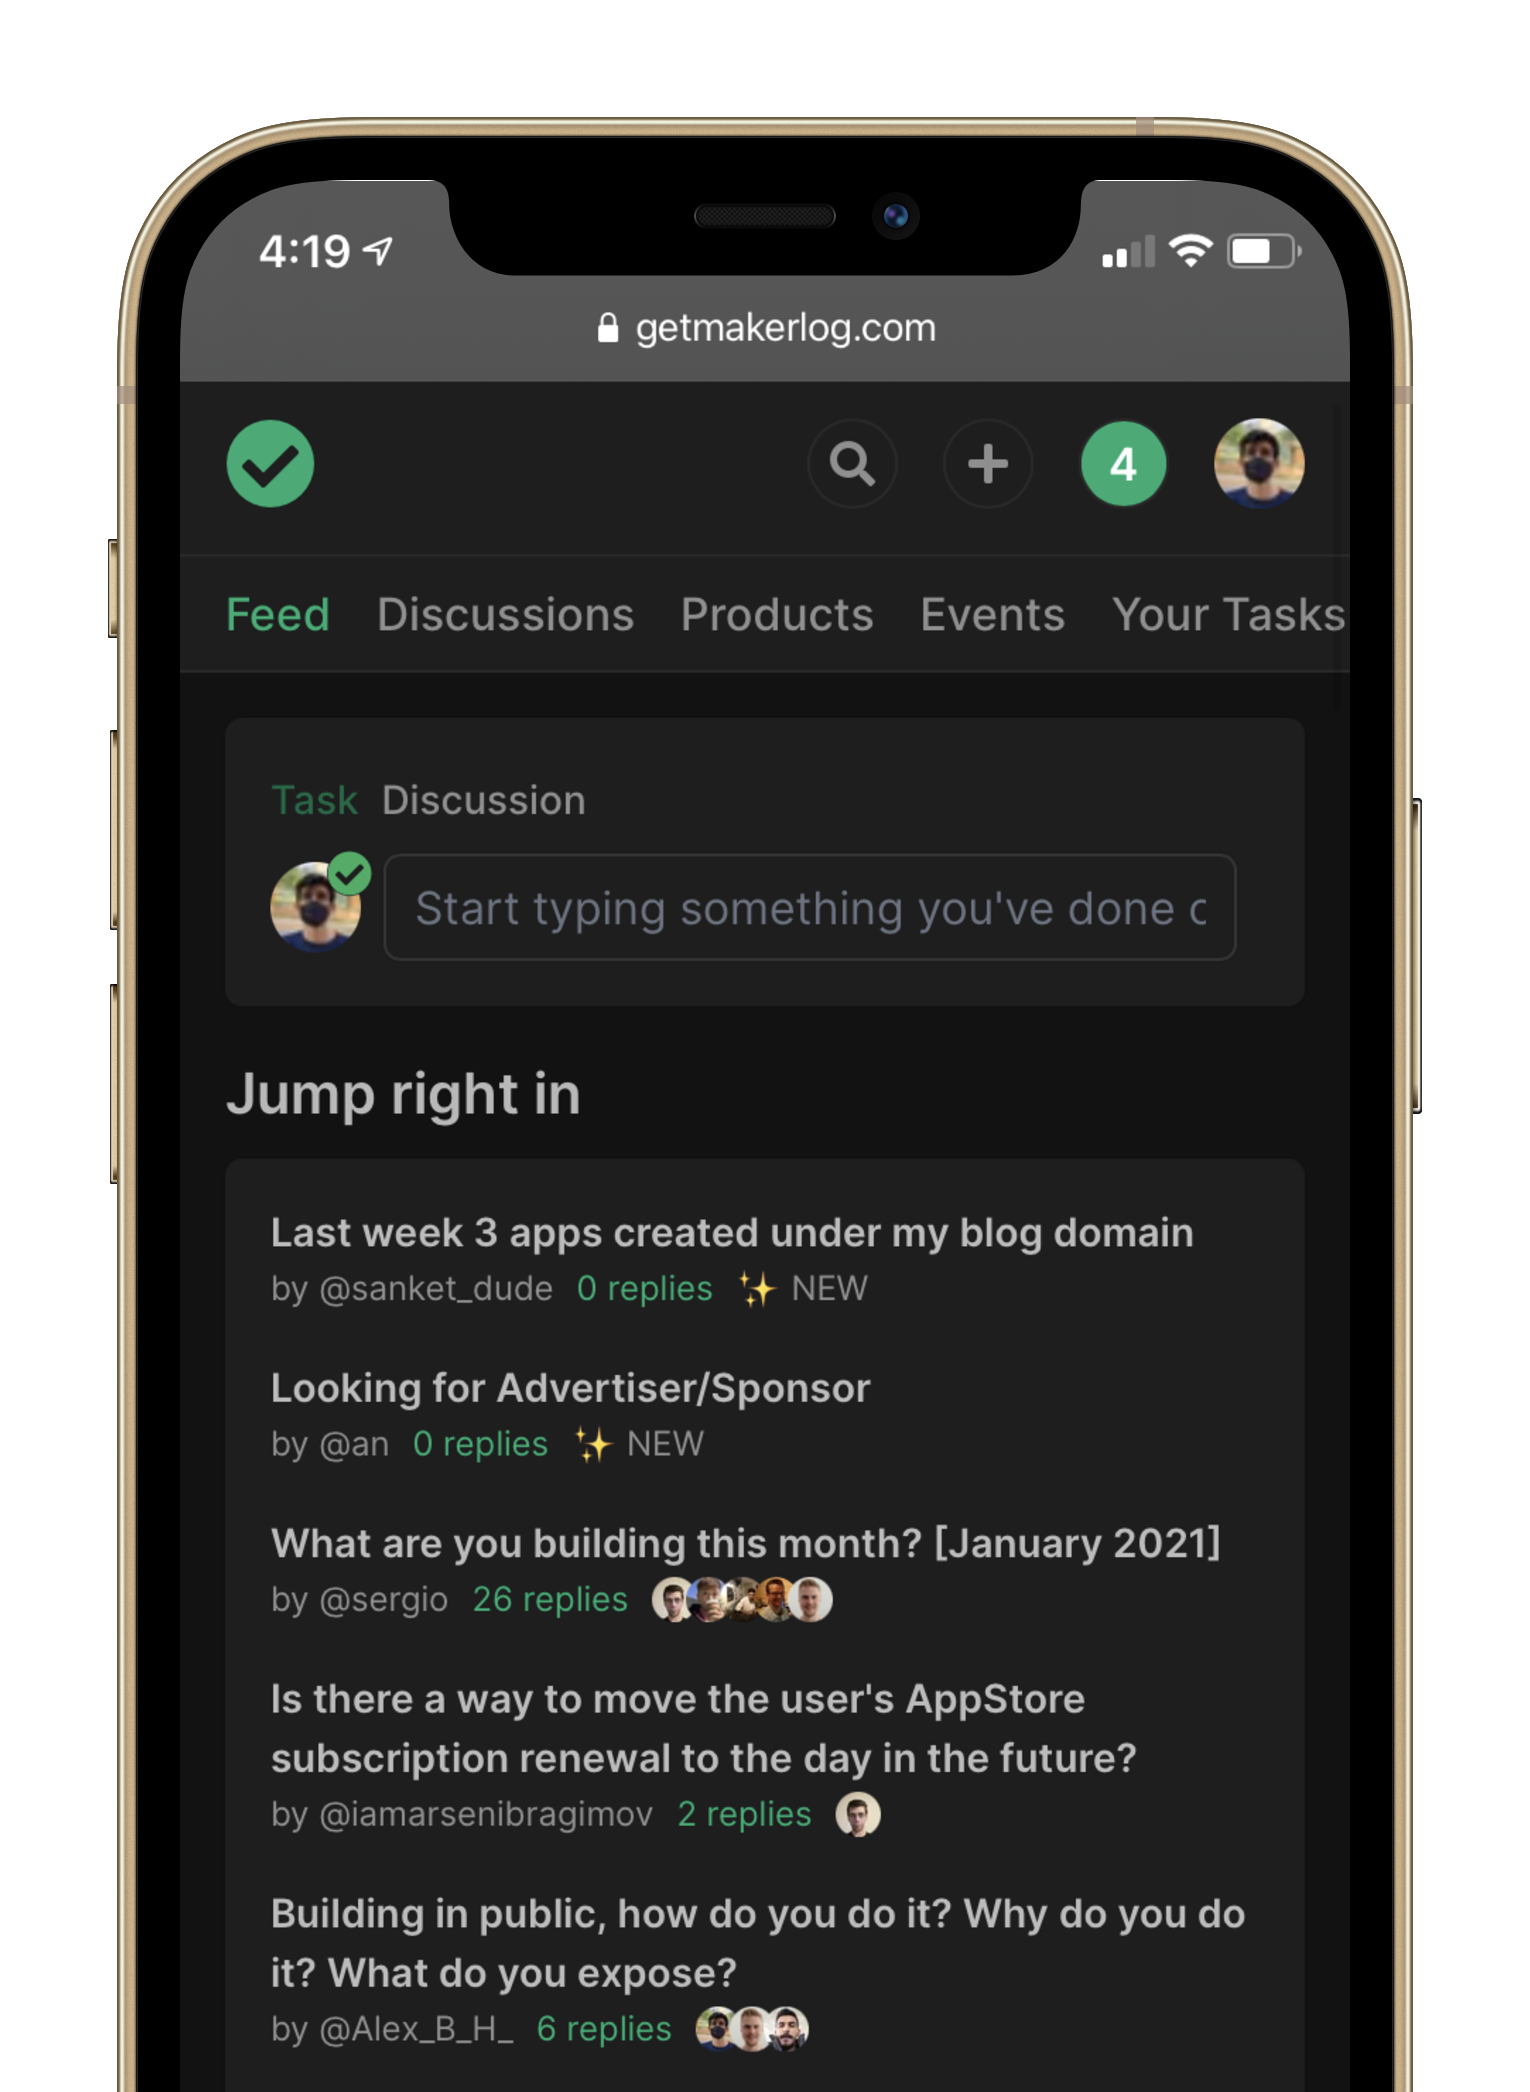 4:19
getmakerlog.com
4
Feed Discussions Products Events Your Tasks
Task Discussion
Start typing something you've done c
Jump right in
Last week 3 apps created under my blog domain
by @sanket_dude 0 replies ✨ NEW
Looking for Advertiser/Sponsor
by @an 0 replies ✨ NEW
What are you building this month? [January 2021]
by @sergio 26 replies
Is there a way to move the user's AppStore
subscription renewal to the day in the future?
by @iamarsenibragimov 2 replies
Building in public, how do you do it? Why do you do
it? What do you expose?
by @Alex_B_H_ 6 replies